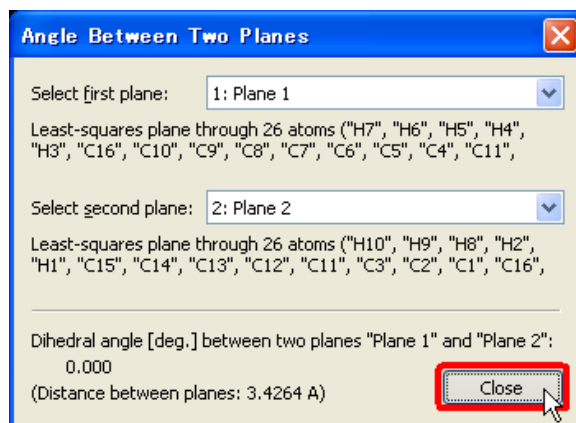 Angle Between Two Planes
Select first plane: 1: Plane 1
Least-squares plane through 26 atoms ("H7", "H6", "H5", "H4",
"H3", "C16", "C10", "C9", "C8", "C7", "C6", "C5", "C4", "C11",
Select second plane: 2: Plane 2
Least-squares plane through 26 atoms ("H10", "H9", "H8", "H2",
"H1", "C15", "C14", "C13", "C12", "C11", "C3", "C2", "C1", "C16",
Dihedral angle [deg.] between two planes "Plane 1" and "Plane 2":
0.000
(Distance between planes: 3.4264 A)
Close